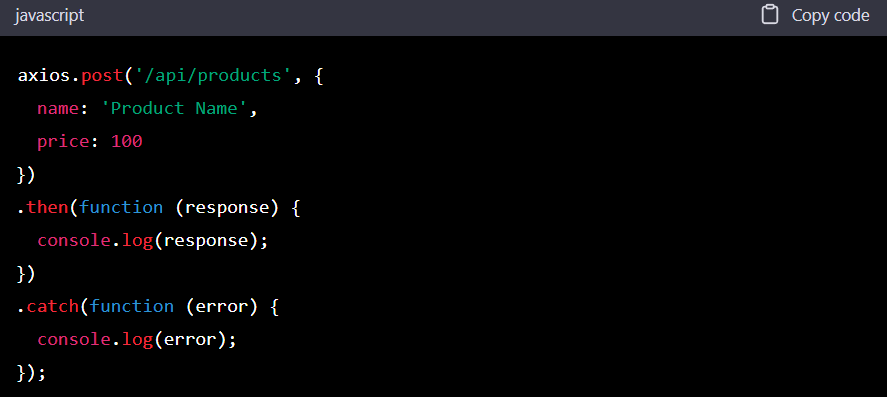 javascript
Copy code
axios.post('/api/products', {
  name: 'Product Name',
  price: 100
})
.then(function (response) {
  console.log(response);
})
.catch(function (error) {
  console.log(error);
});